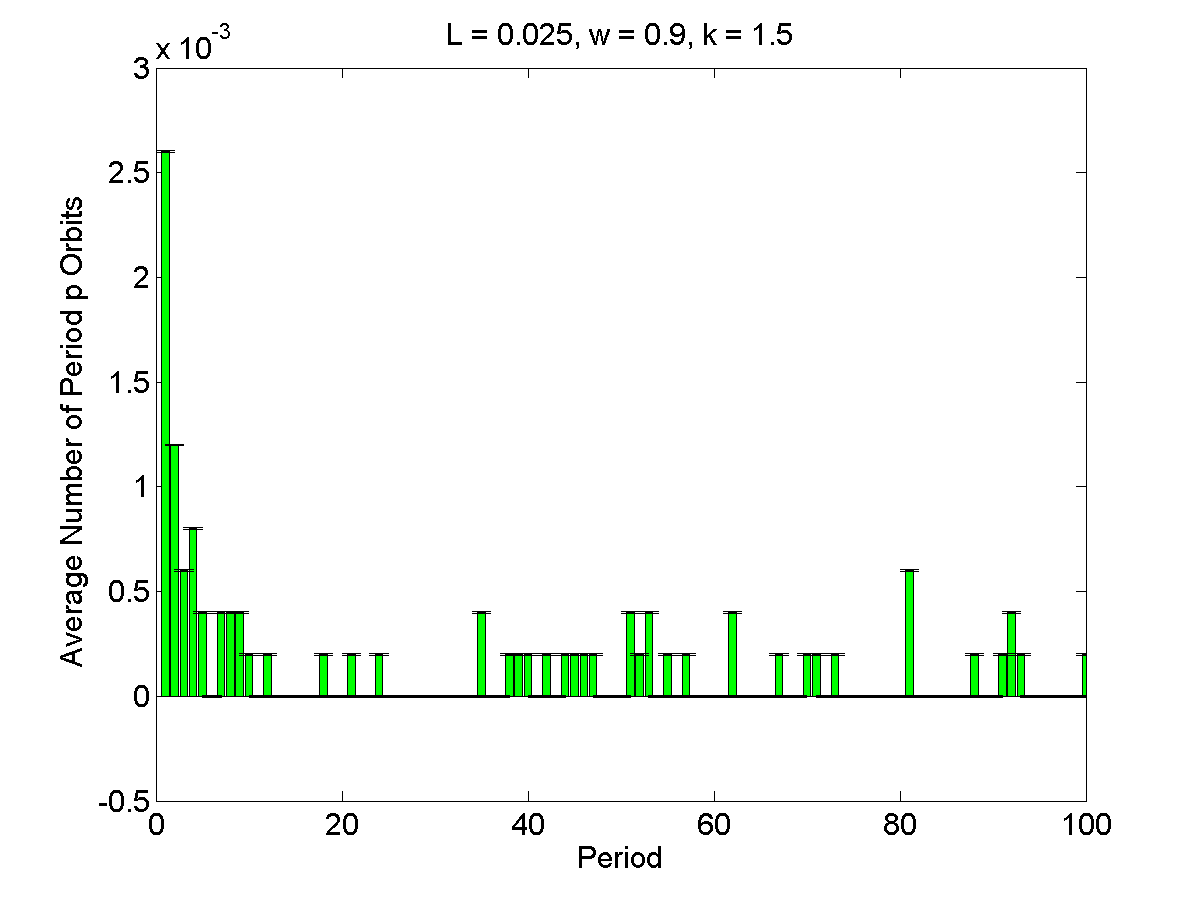 L = 0.025, w = 0.9, k = 1.5
x 10^-3
3
2.5
2
1.5
1
0.5
0
-0.5
Average Number of Period p Orbits
0 20 40 60 80 100
Period